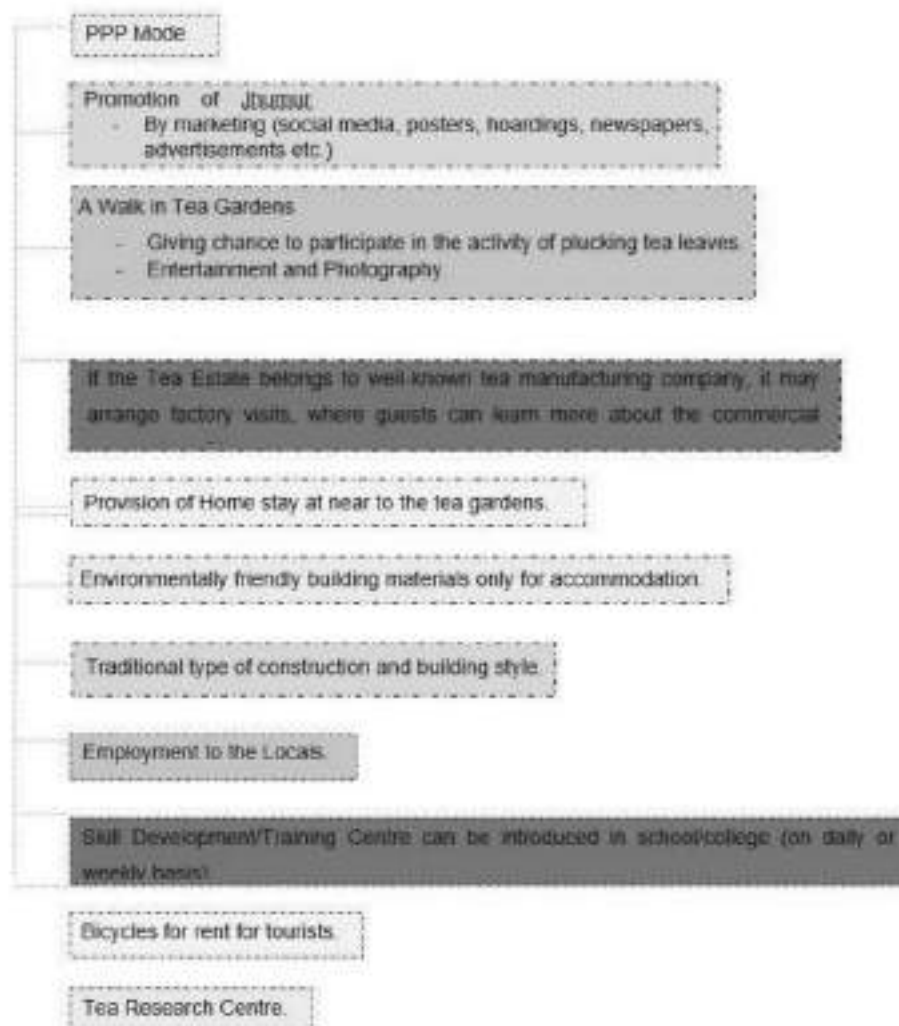 PPP Mode
Promotion of Jhumur
- By marketing (social media, posters, hoardings, newspapers,
advertisements etc.)
A Walk in Tea Gardens
- Giving chance to participate in the activity of plucking tea leaves
- Entertainment and Photography
If the Tea Estate belongs to well-known tea manufacturing company, it may
arrange factory visits, where guests can learn more about the commercial
Provision of Home stay at near to the tea gardens.
Environmentally friendly building materials only for accommodation.
Traditional type of construction and building style.
Employment to the Locals.
Skill Development/Training Centre can be introduced in school/college (on daily or
weekly basis)
Bicycles for rent for tourists.
Tea Research Centre.